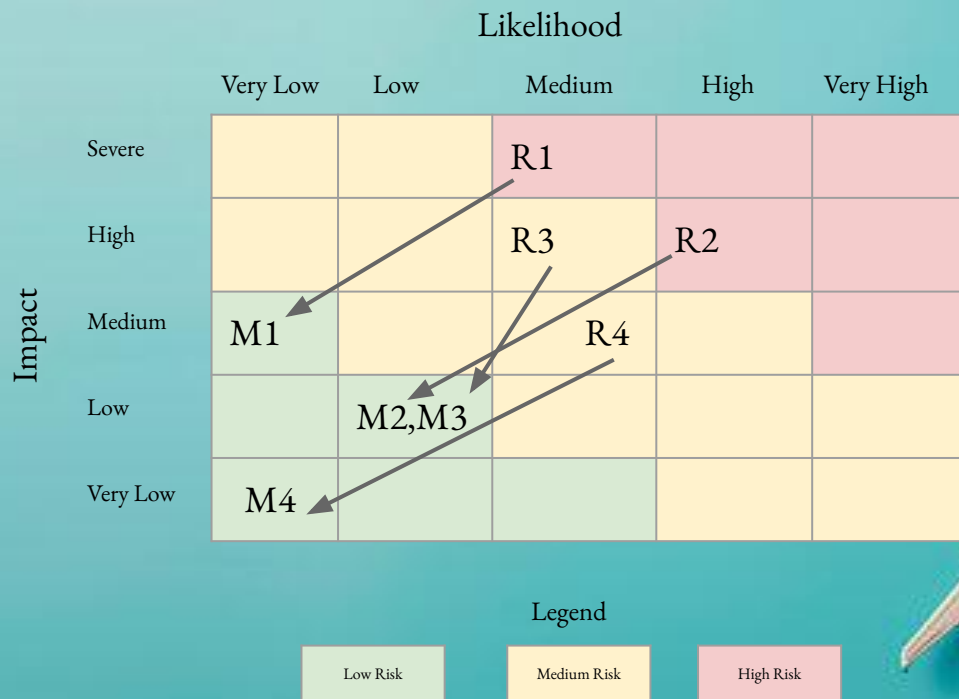 Likelihood
Very Low Low Medium High Very High
Severe R1
High R3 R2
Impact
Medium M1 R4
Low M2,M3
Very Low M4
Legend
Low Risk Medium Risk High Risk